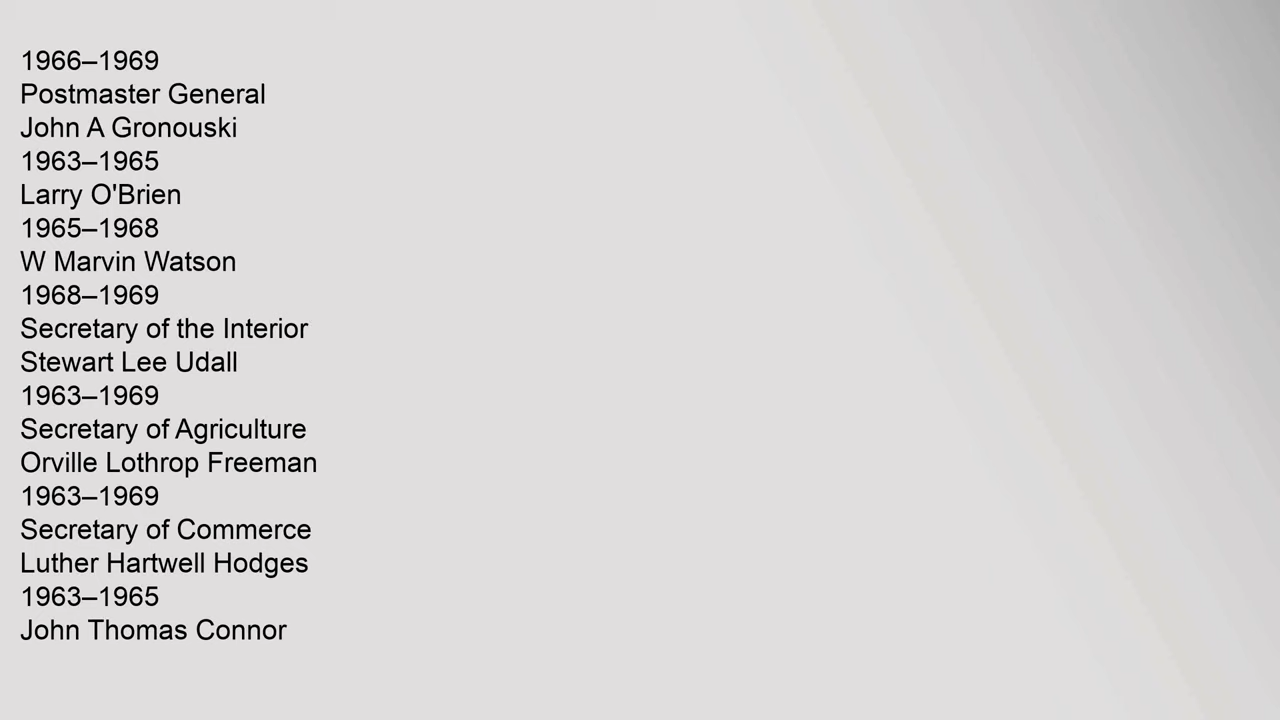 1966–1969
Postmaster General
John A Gronouski
1963–1965
Larry O'Brien
1965–1968
W Marvin Watson
1968–1969
Secretary of the Interior
Stewart Lee Udall
1963–1969
Secretary of Agriculture
Orville Lothrop Freeman
1963–1969
Secretary of Commerce
Luther Hartwell Hodges
1963–1965
John Thomas Connor